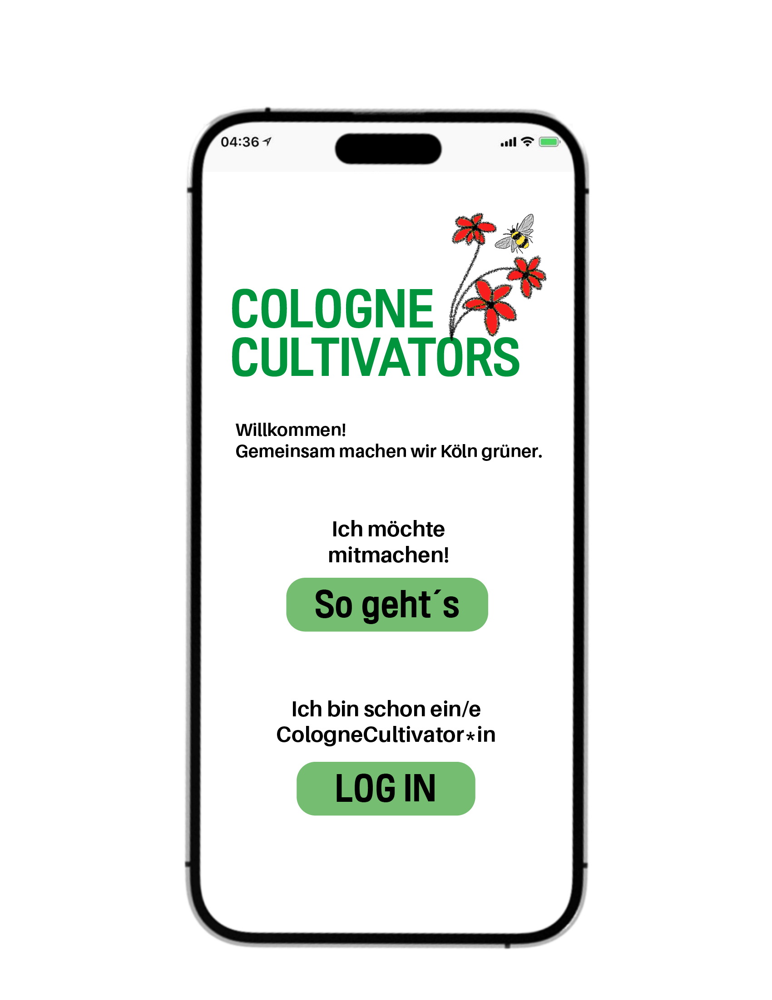 04:36
COLOGNE
CULTIVATORS
Willkommen!
Gemeinsam machen wir Köln grüner.
Ich möchte
mitmachen!
So geht´s
Ich bin schon ein/e
CologneCultivator*in
LOG IN